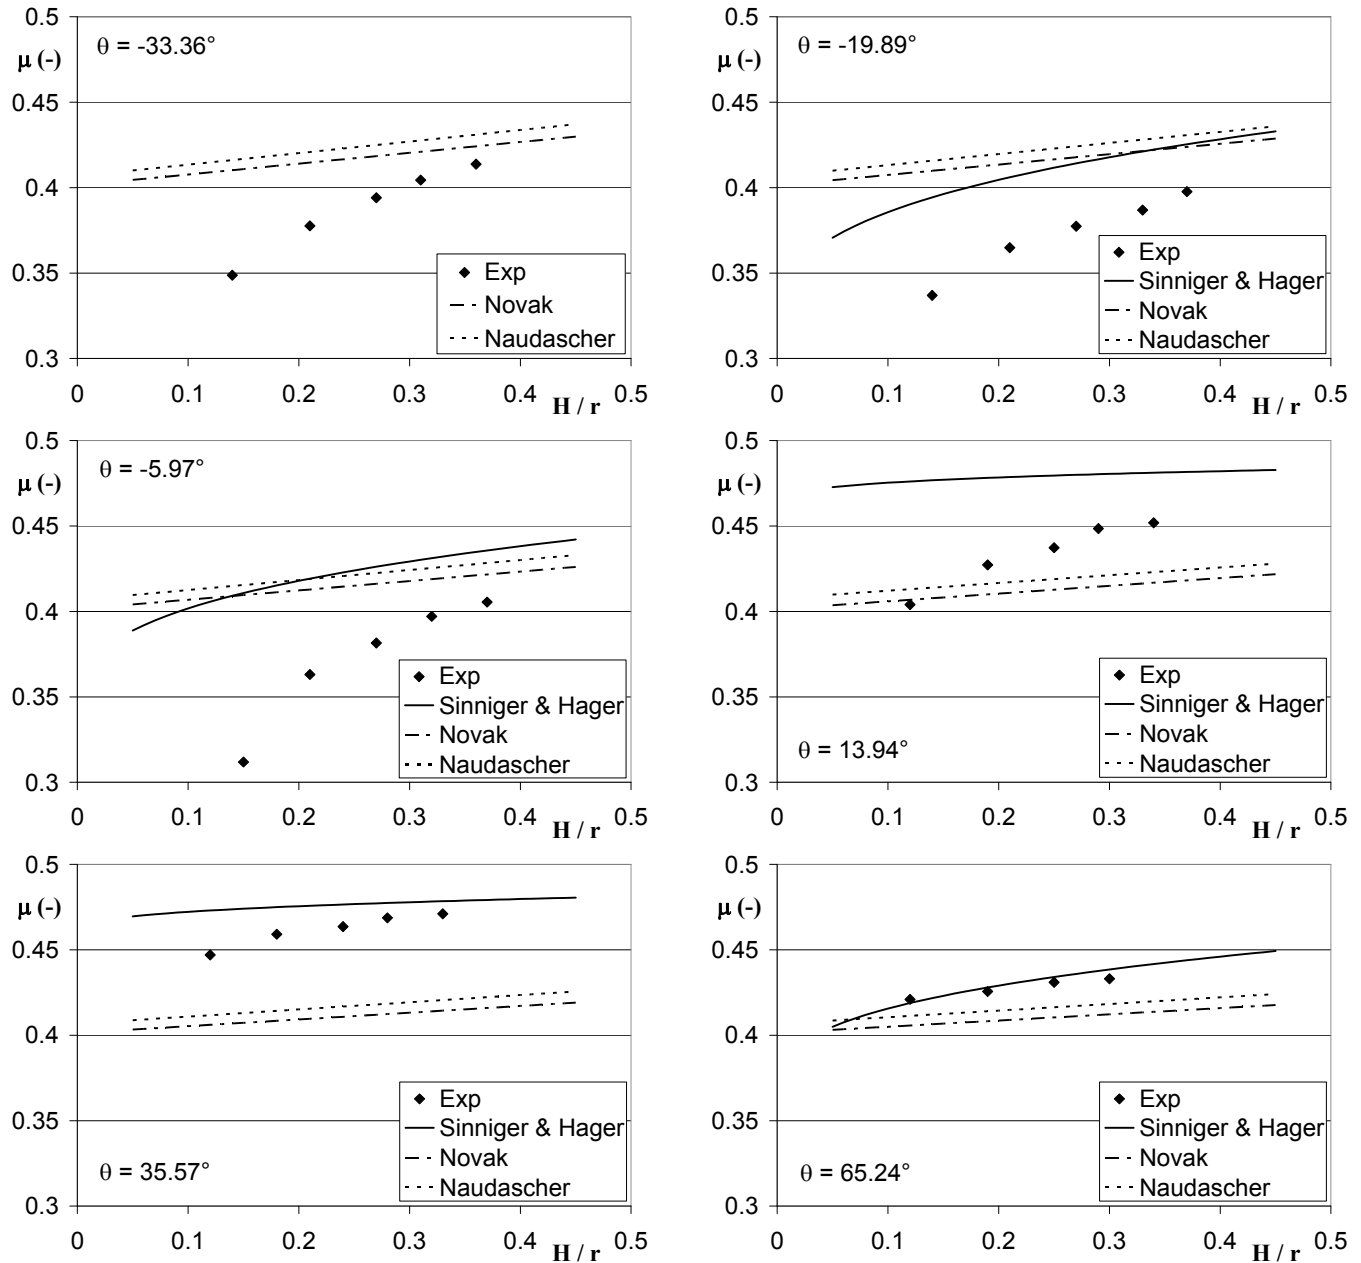 0.5
θ = -33.36°
μ (-)
0.45
0.4
0.35
Exp
Novak
Naudascher
0.3
0 0.1 0.2 0.3 0.4 0.5
H / r
0.5
θ = -19.89°
μ (-)
0.45
0.4
0.35
Exp
Sinniger & Hager
Novak
Naudascher
0.3
0 0.1 0.2 0.3 0.4 0.5
H / r
0.5
θ = -5.97°
μ (-)
0.45
0.4
0.35
Exp
Sinniger & Hager
Novak
Naudascher
0.3
0 0.1 0.2 0.3 0.4 0.5
H / r
0.5
μ (-)
0.45
0.4
0.35
Exp
Sinniger & Hager
Novak
θ = 13.94°
Naudascher
0.3
0 0.1 0.2 0.3 0.4 0.5
H / r
0.5
μ (-)
0.45
0.4
0.35
Exp
Sinniger & Hager
Novak
θ = 35.57°
Naudascher
0.3
0 0.1 0.2 0.3 0.4 0.5
H / r
0.5
μ (-)
0.45
0.4
0.35
Exp
Sinniger & Hager
Novak
θ = 65.24°
Naudascher
0.3
0 0.1 0.2 0.3 0.4 0.5
H / r